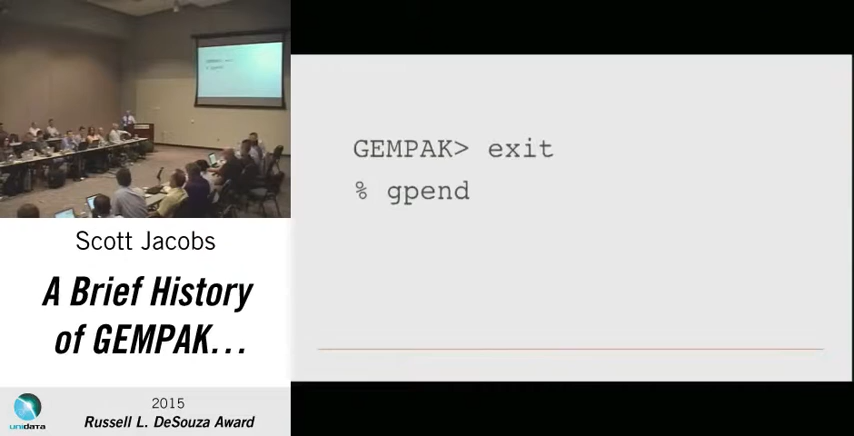 GEMPAK> exit
% gpend
Scott Jacobs
A Brief History
of GEMPAK...
unidata
2015
Russell L. DeSouza Award